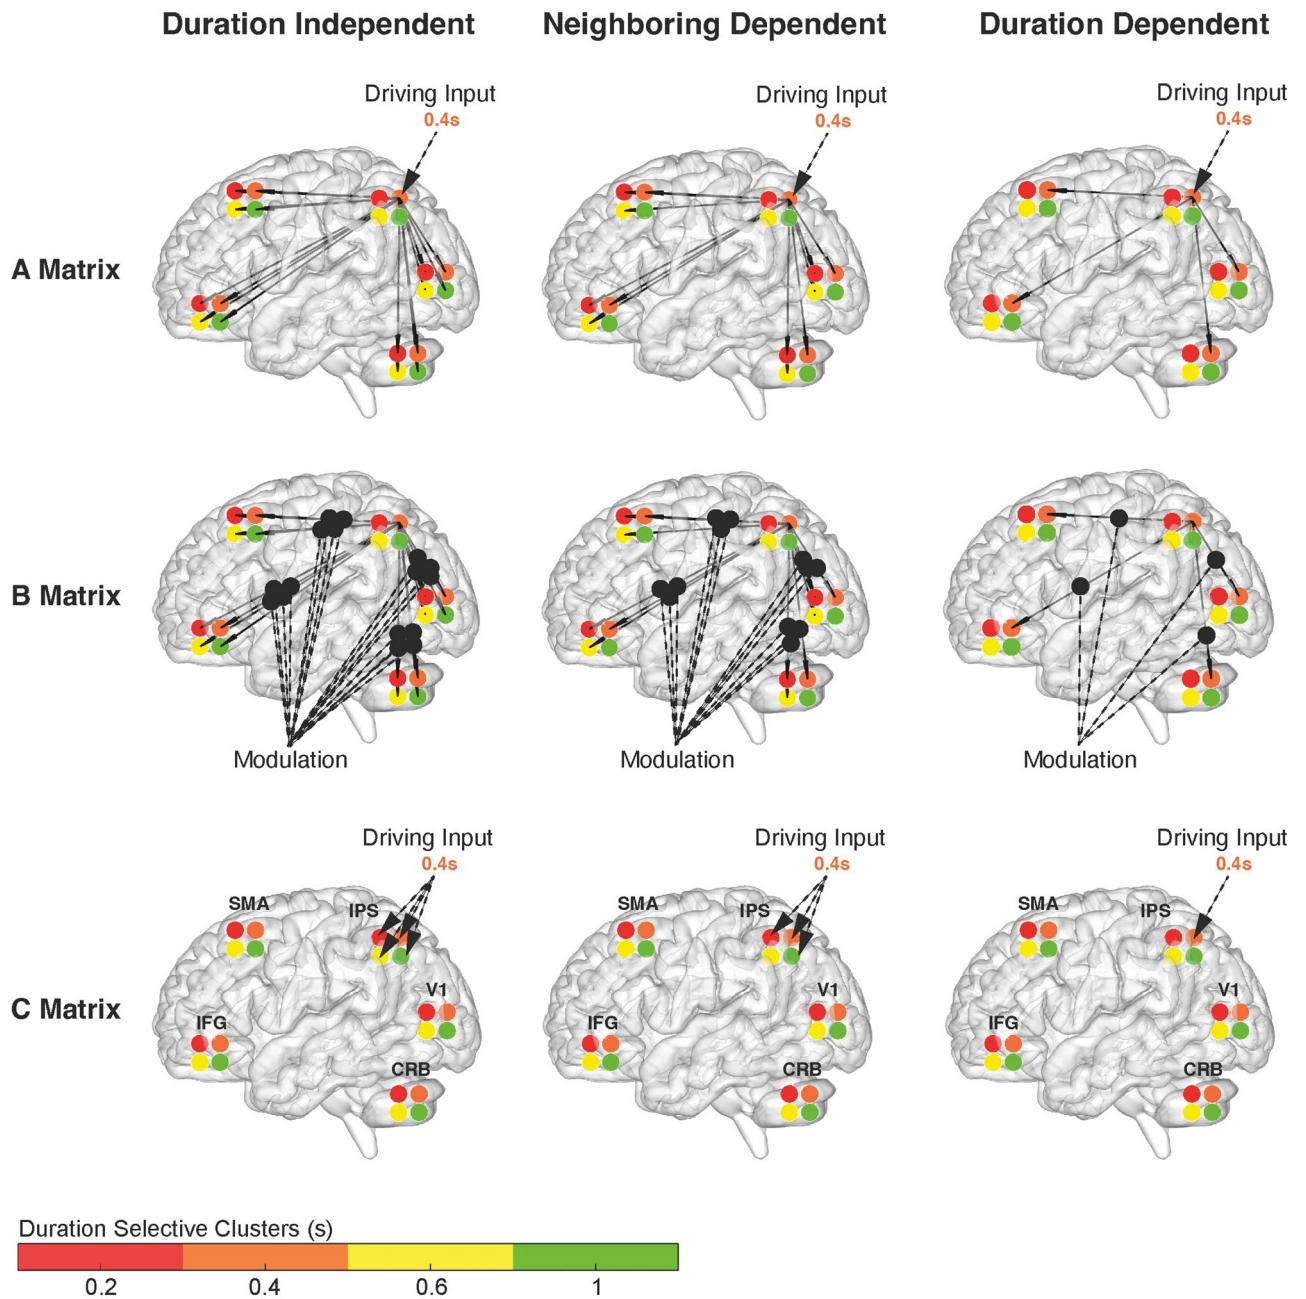 Duration Independent
Neighboring Dependent
Duration Dependent
Driving Input
0.4s
Driving Input
0.4s
Driving Input
0.4s
A Matrix
B Matrix
Modulation
Modulation
Modulation
Driving Input
0.4s
Driving Input
0.4s
Driving Input
0.4s
C Matrix
SMA
IPS
V1
IFG
CRB
SMA
IPS
V1
IFG
CRB
SMA
IPS
V1
IFG
CRB
Duration Selective Clusters (s)
0.2
0.4
0.6
1